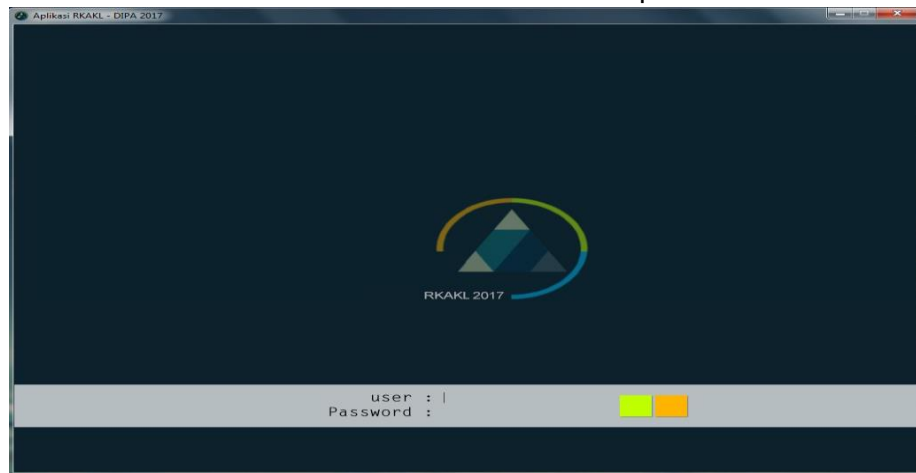 Aplikasi RKAKL - DIPA 2017
RKAKL 2017
user :
Password :